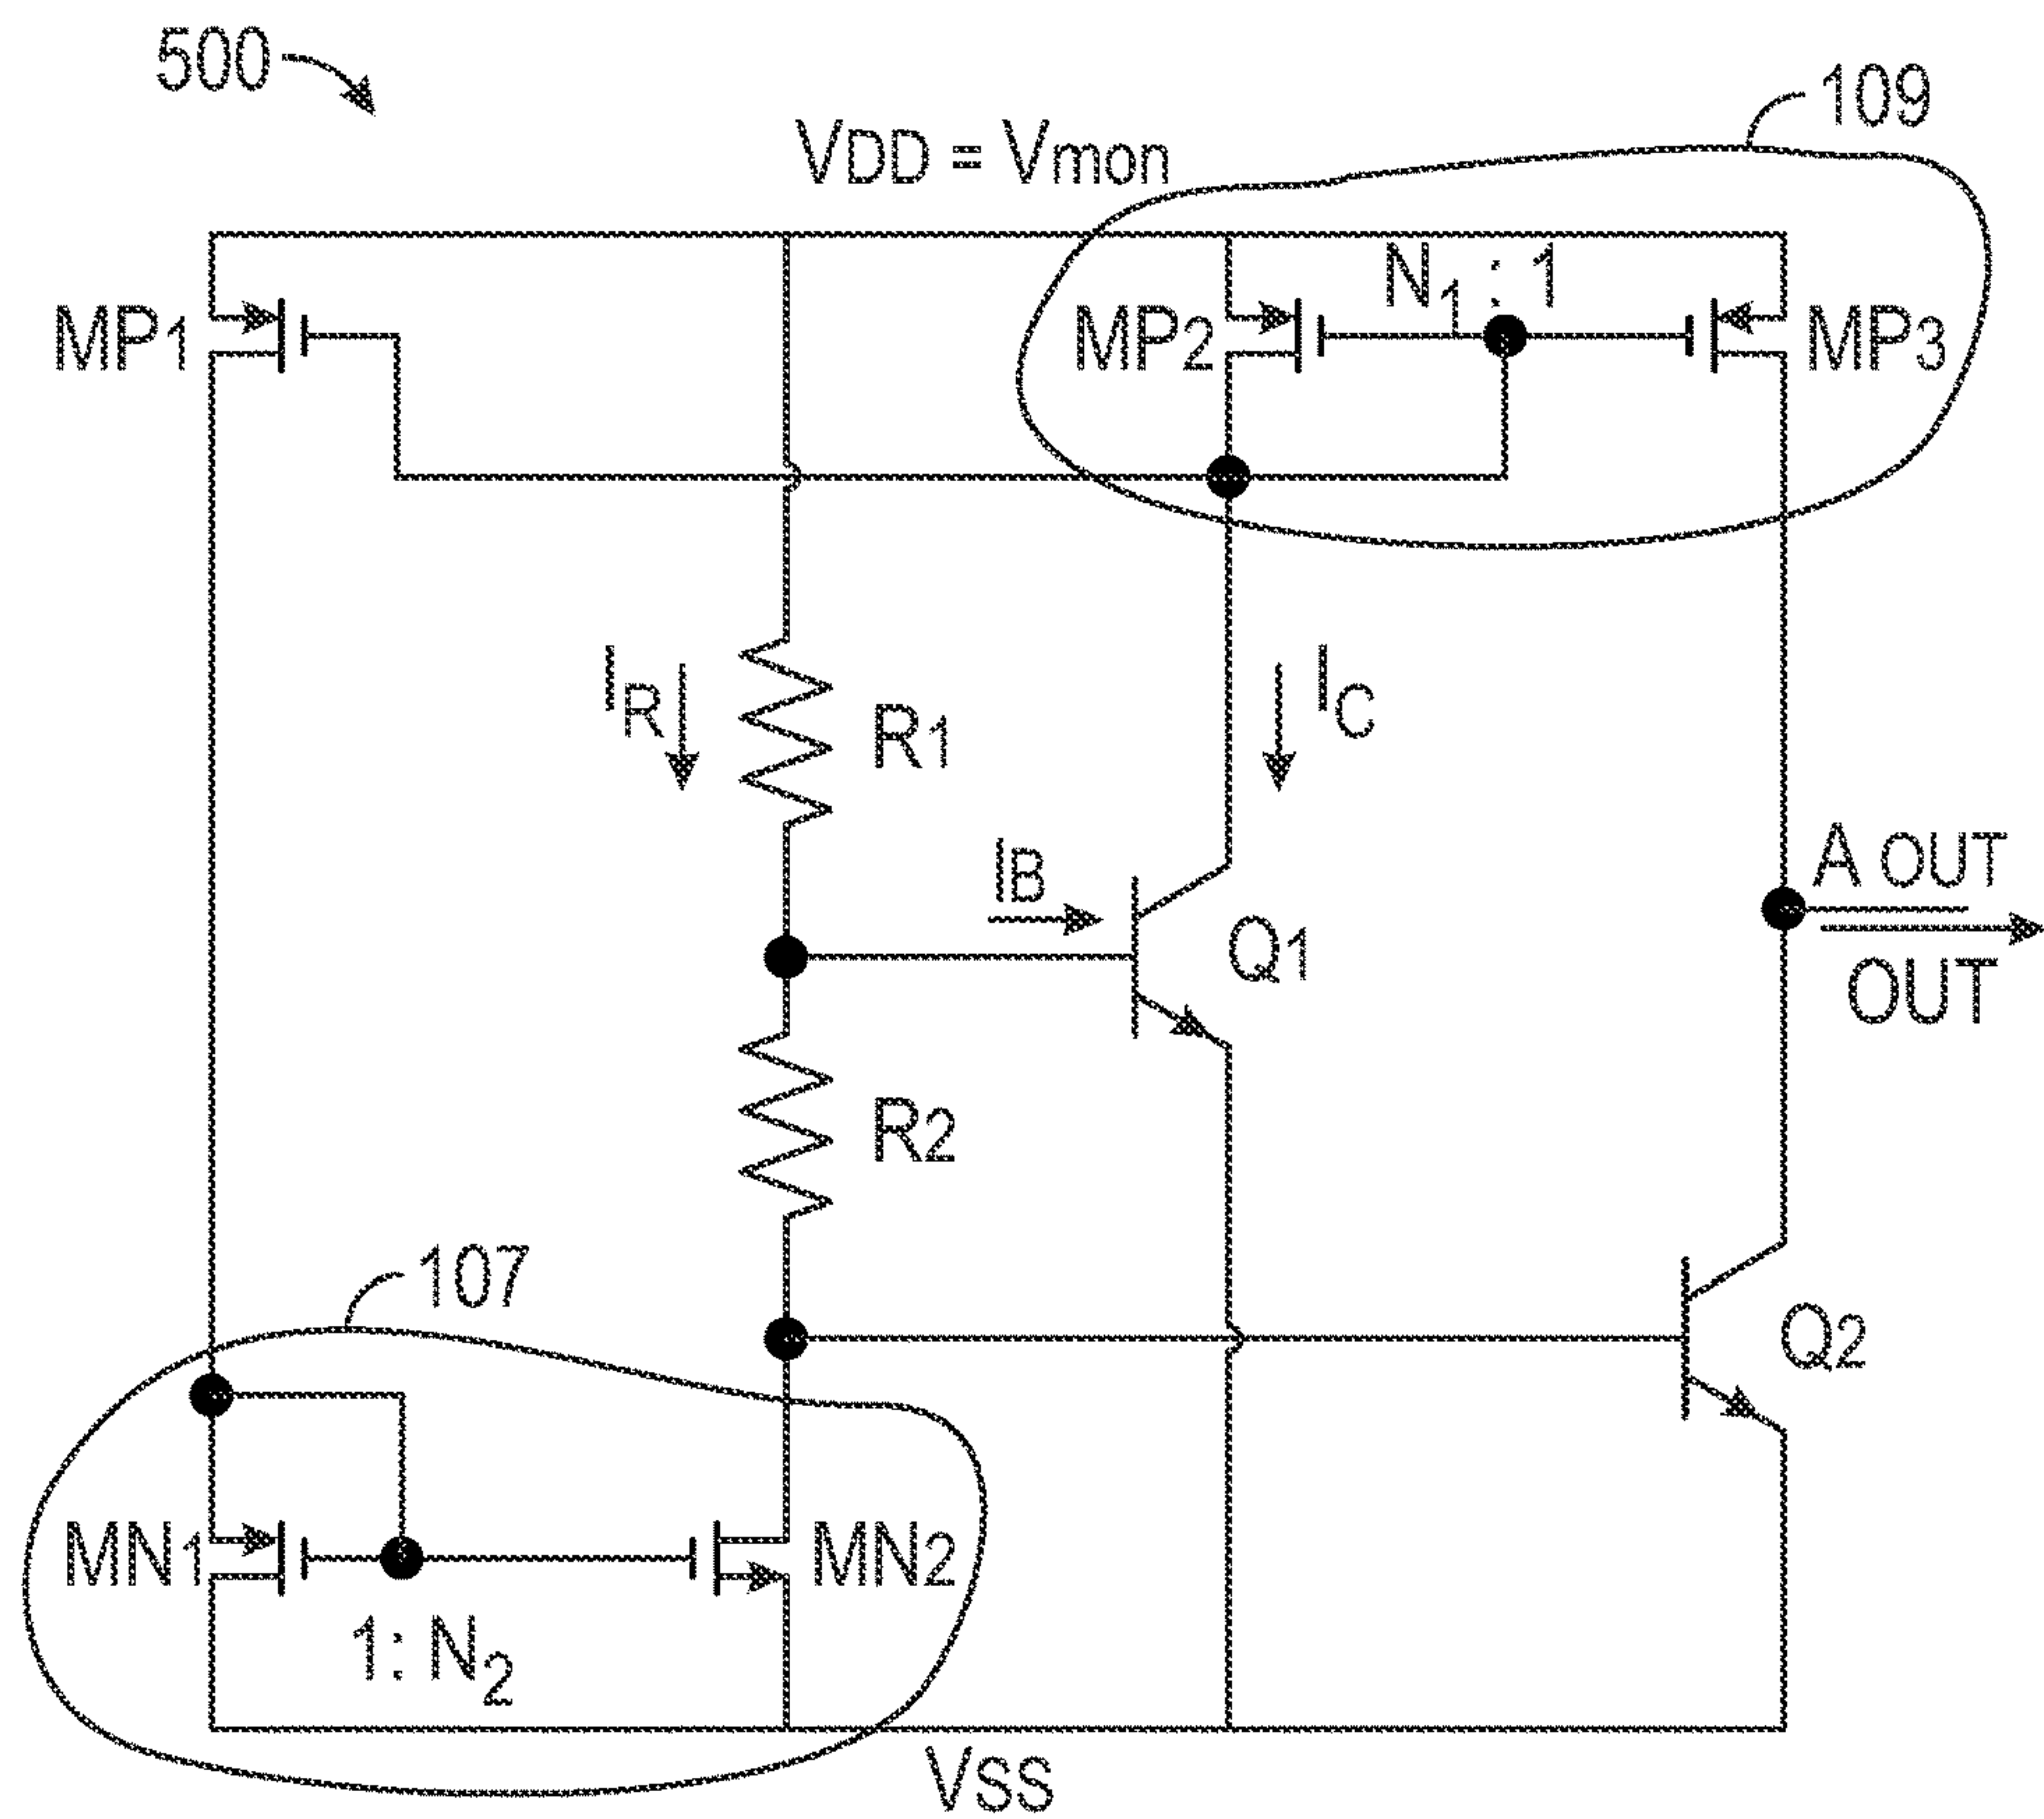 500
109
VDD = Vmon
N1 : 1
MP1
MP2
MP3
IR
R1
IC
IB
A OUT
Q1
OUT
R2
107
Q2
MN1
MN2
1: N2
VSS